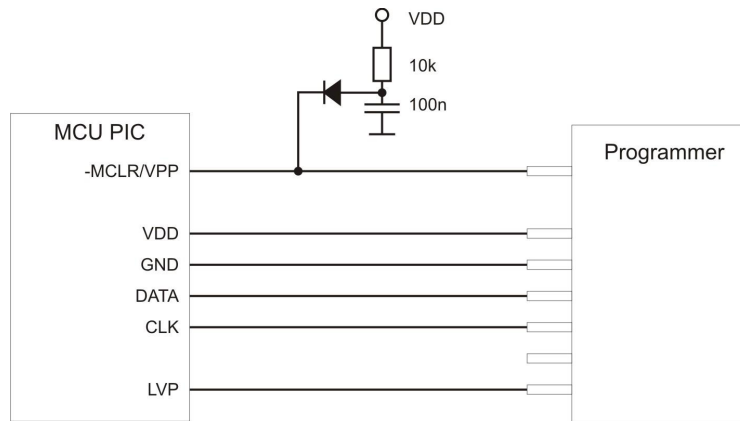 VDD
10k
100n
MCU PIC
Programmer
-MCLR/VPP
VDD
GND
DATA
CLK
LVP